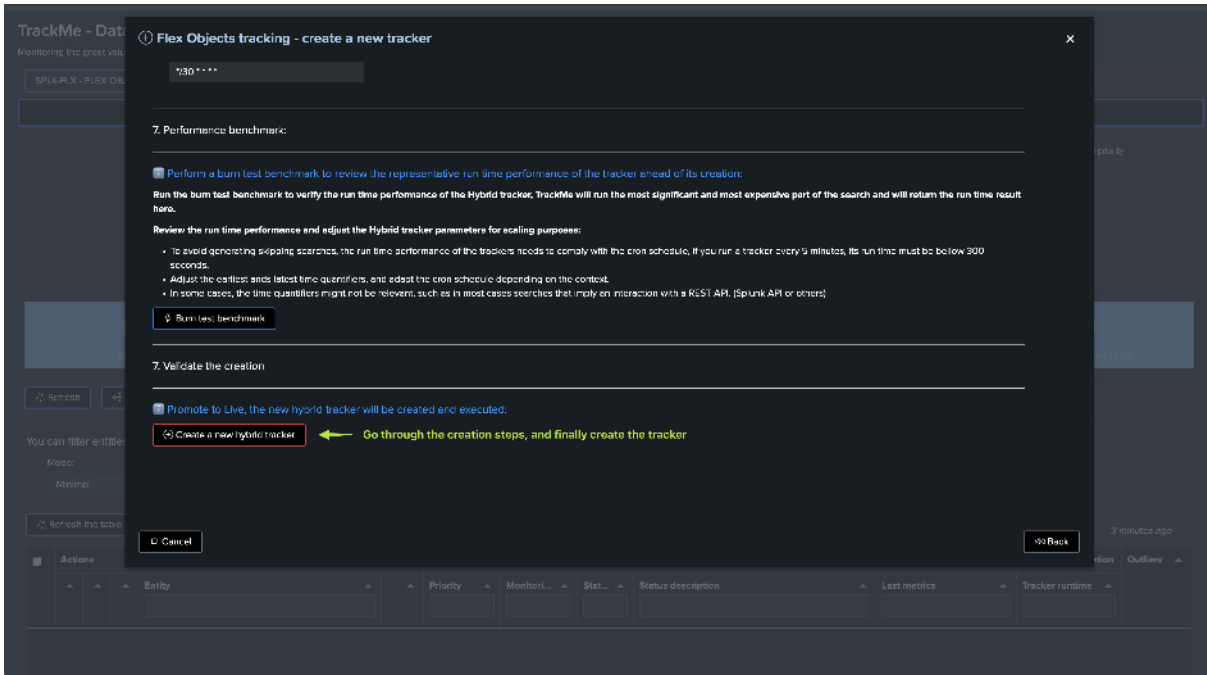 TrackMe - Data
Flex Objects tracking - create a new tracker
×
Monitoring the great valu
SPLK-FLX - FLEX OB
*/30 * * * *
7. Performance benchmark:
prior by
Perform a burn test benchmark to review the representative run time performance of the tracker ahead of its creation:
Run the burn test benchmark to verify the run time performance of the Hybrid tracker, TrackMe will run the most significant and most expensive part of the search and will return the run time result
here.
Review the run time performance and adjust the Hybrid tracker parameters for scaling purposes:
• To avoid generating skipping searches, the run time performance of the trackers needs to comply with the cron schedule, if you run a tracker every 5 minutes, its run time must be bellow 300
seconds.
• Adjust the earliest ands latest time quantifiers, and adapt the cron schedule depending on the context.
• In some cases, the time quantifiers might not be relevant, such as in most cases searches that imply an interaction with a REST API. (Splunk API or others)
Burn test benchmark
7. Validate the creation
Refresh
Promote to Live, the new hybrid tracker will be created and executed:
Create a new hybrid tracker
Go through the creation steps, and finally create the tracker
You can filter entities
Mode:
Minimal
Refresh the table
3 minutes ago
Cancel
Back
Actions
Outliers
Entity
Priority
Monitori...
Stat...
Status description
Last metrics
Tracker runtime